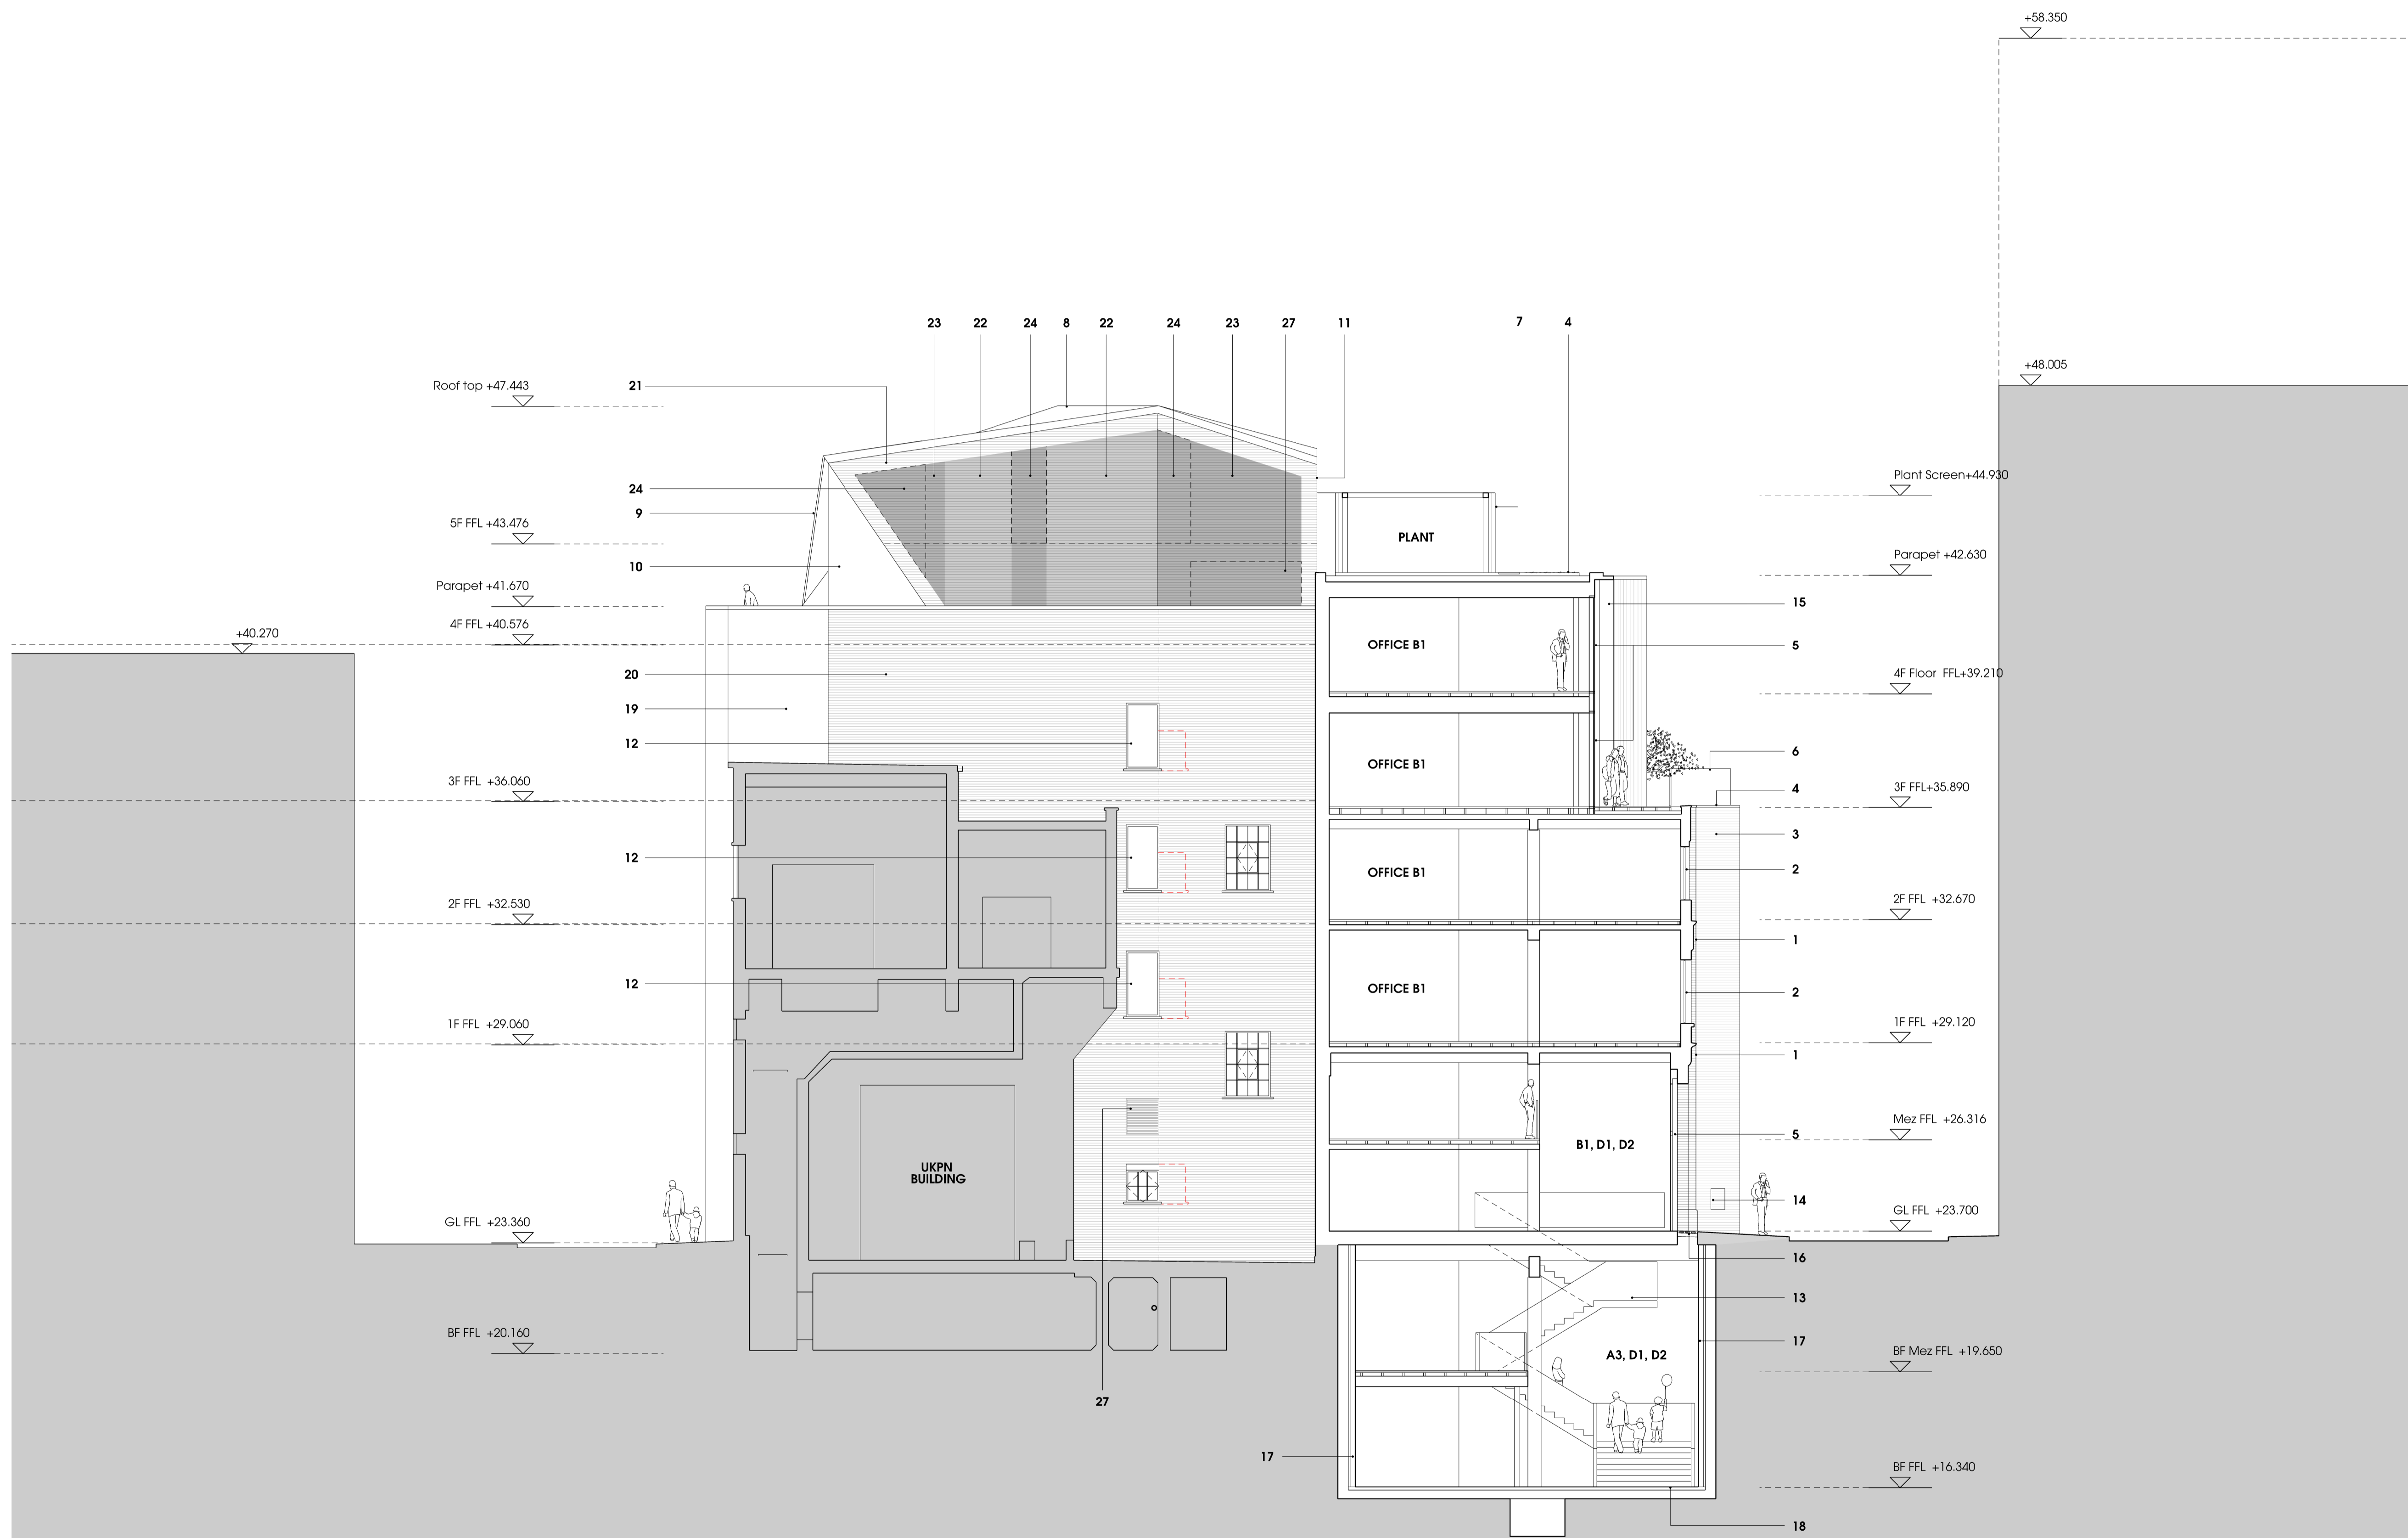 +58.350
23 22 24 8 22 24 23 27 11 7 4
+48.005
Roof top +47.443
21
24
9
5F FFL +43.476
10
Parapet +41.670
4F FFL +40.576
+40.270
20
19
12
3F FFL +36.060
12
2F FFL +32.530
12
1F FFL +29.060
27
GL FFL +23.360
BF FFL +20.160
UKPN
BUILDING
27
17
PLANT
OFFICE B1
OFFICE B1
OFFICE B1
OFFICE B1
B1, D1, D2
A3, D1, D2
Plant Screen+44.930
Parapet +42.630
15
5
4F Floor FFL+39.210
6
4
3F FFL+35.890
3
2
2F FFL +32.670
1
2
1F FFL +29.120
1
Mez FFL +26.316
5
14
GL FFL +23.700
16
13
17
BF Mez FFL +19.650
BF FFL +16.340
18